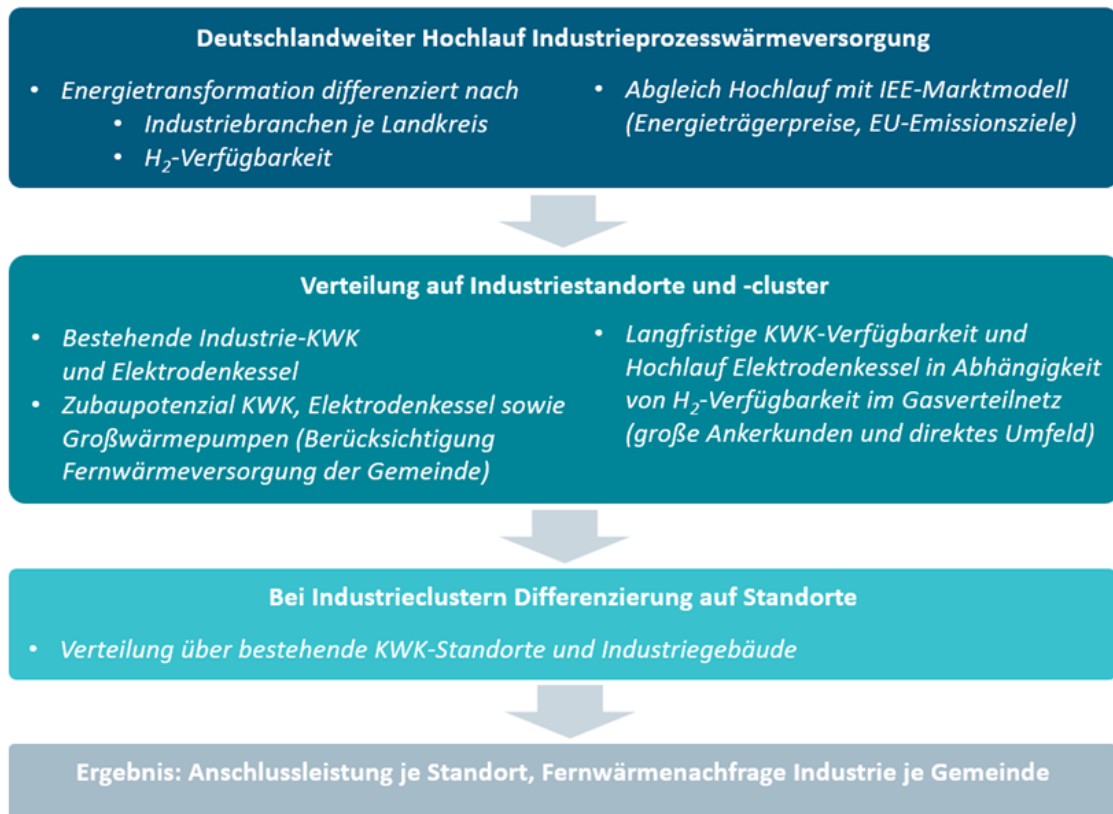 Deutschlandweiter Hochlauf Industrieprozesswärmeversorgung
• Energietransformation differenziert nach
• Industriebranchen je Landkreis
• H₂-Verfügbarkeit
• Abgleich Hochlauf mit IEE-Marktmodell
(Energieträgerpreise, EU-Emissionsziele)
Verteilung auf Industriestandorte und -cluster
• Bestehende Industrie-KWK
und Elektrodenkessel
• Zubaupotenzial KWK, Elektrodenkessel sowie
Großwärmepumpen (Berücksichtigung
Fernwärmeversorgung der Gemeinde)
• Langfristige KWK-Verfügbarkeit und
Hochlauf Elektrodenkessel in Abhängigkeit
von H₂-Verfügbarkeit im Gasverteilnetz
(große Ankerkunden und direktes Umfeld)
Bei Industrieclustern Differenzierung auf Standorte
• Verteilung über bestehende KWK-Standorte und Industriegebäude
Ergebnis: Anschlussleistung je Standort, Fernwärmenachfrage Industrie je Gemeinde